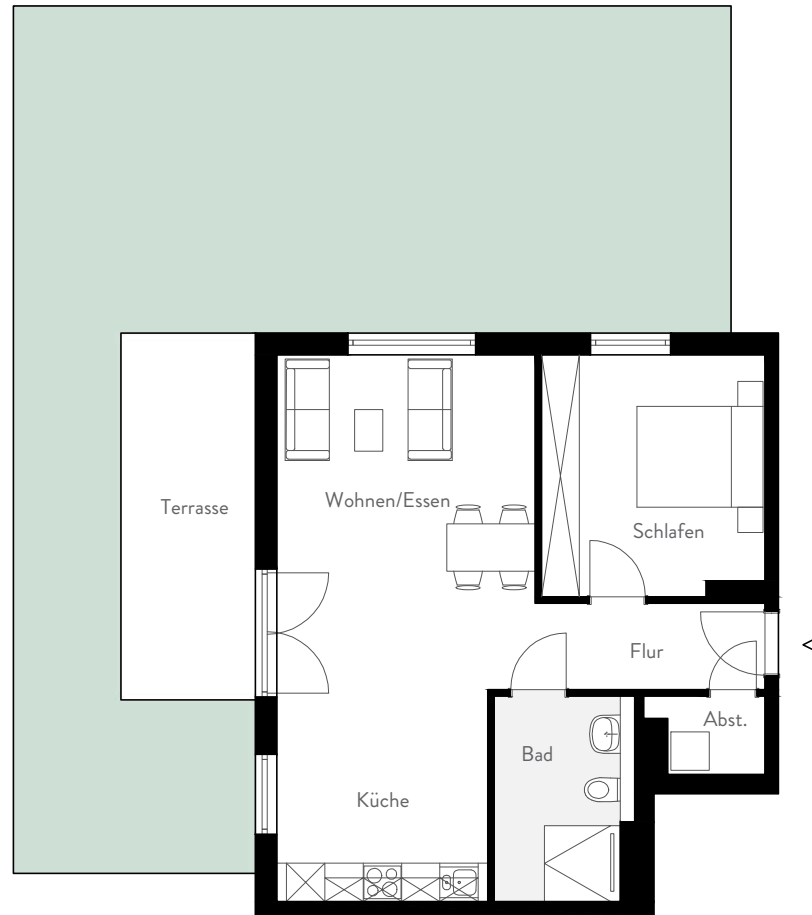 Wohnen/Essen
Terrasse
Schlafen
Flur
Abst.
Bad
Küche